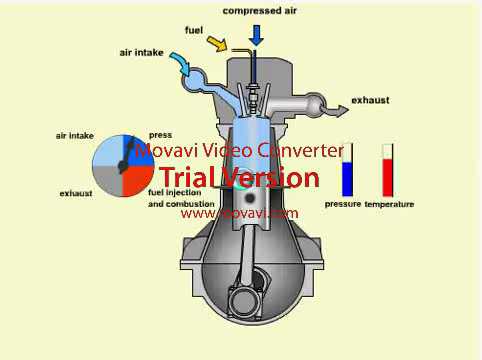 compressed air
fuel
air intake
exhaust
air intake
press
Movavi Video Converter
Trial Version
exhaust
fuel injection
and combustion
pressure
temperature
www.movavi.com